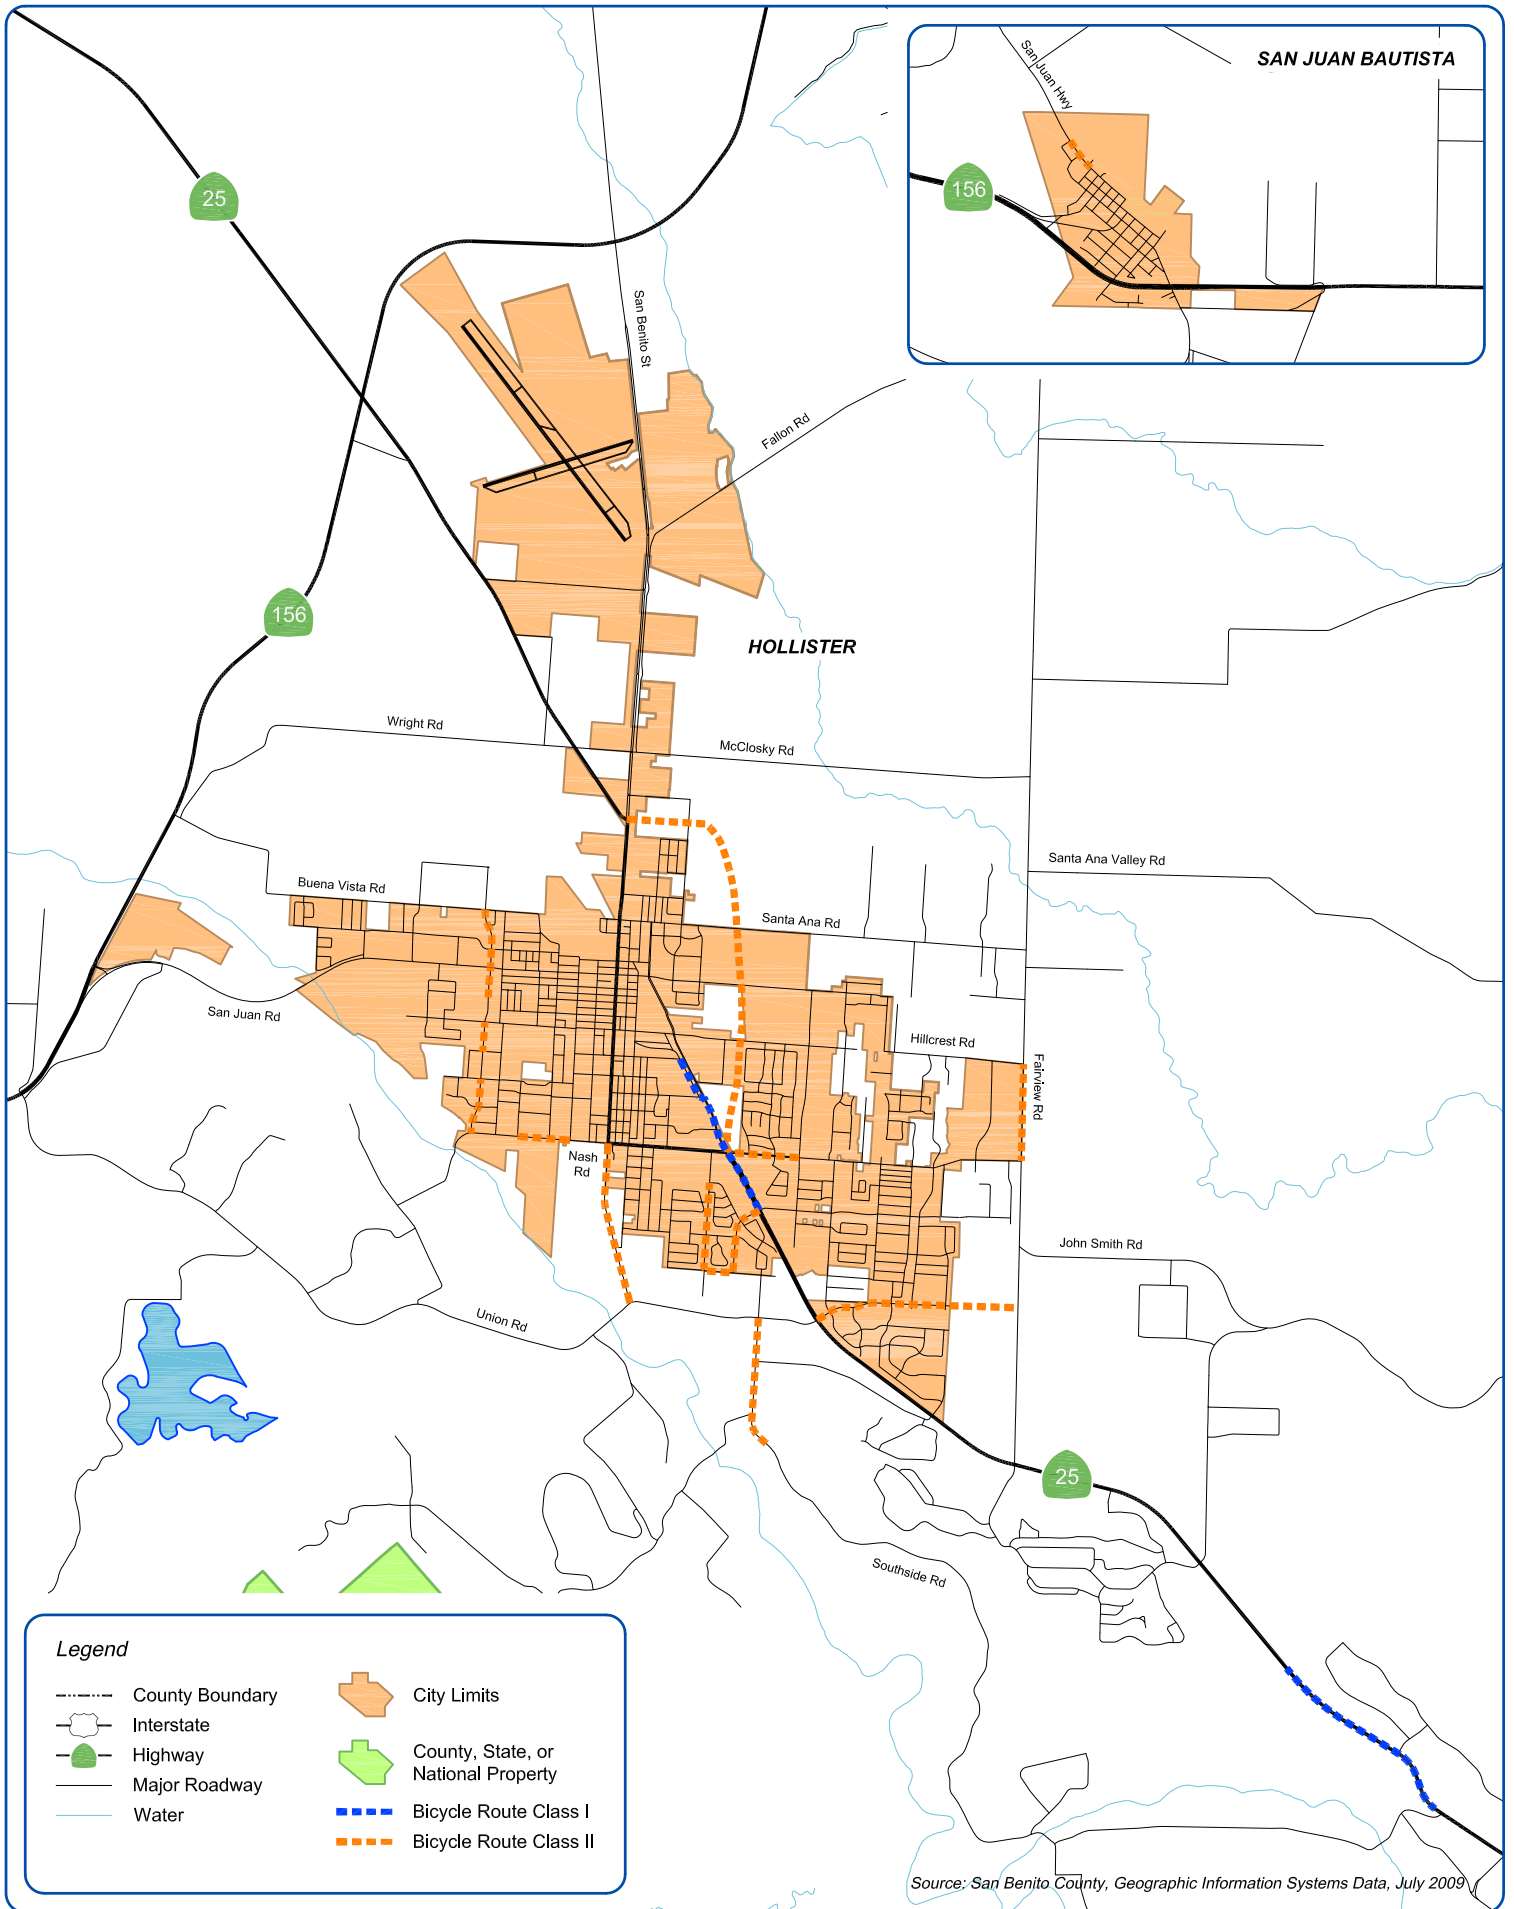 SAN JUAN BAUTISTA
San Juan Hwy
156
25
San Benito St
Fallon Rd
156
HOLLISTER
Wright Rd
McClosky Rd
Santa Ana Valley Rd
Buena Vista Rd
Santa Ana Rd
San Juan Rd
Hillcrest Rd
Fairview Rd
Nash
Rd
John Smith Rd
Union Rd
25
Southside Rd
Legend
County Boundary
Interstate
Highway
Major Roadway
Water
City Limits
County, State, or
National Property
Bicycle Route Class I
Bicycle Route Class II
Source: San Benito County, Geographic Information Systems Data, July 2009